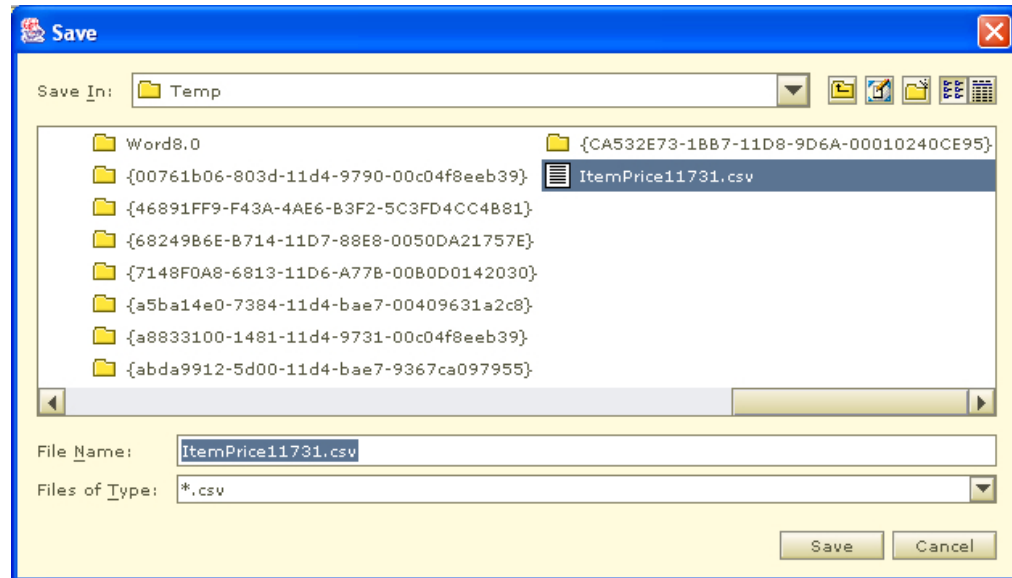 Save
Save In: Temp
Word8.0
{00761b06-803d-11d4-9790-00c04f8eeb39}
{46891FF9-F43A-4AE6-B3F2-5C3FD4CC4B81}
{68249B6E-B714-11D7-88E8-0050DA21757E}
{7148F0A8-6813-11D6-A77B-00B0D0142030}
{a5ba14e0-7384-11d4-bae7-00409631a2c8}
{a8833100-1481-11d4-9731-00c04f8eeb39}
{abda9912-5d00-11d4-bae7-9367ca097955}
{CA532E73-1BB7-11D8-9D6A-00010240CE95}
ItemPrice11731.csv
File Name: ItemPrice11731.csv
Files of Type: *.csv
Save Cancel